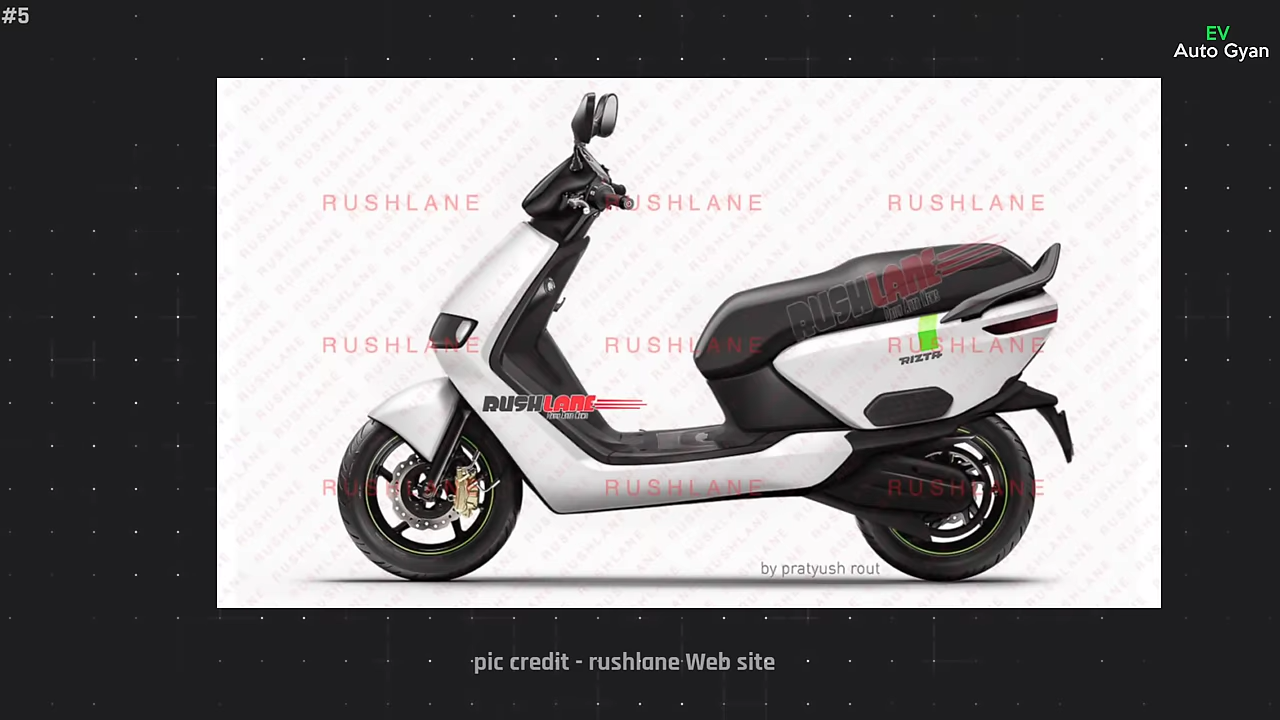 #5
EV
Auto Gyan
RUSHLANE RUSHLANE RUSHLANE
RUSHLANE
RIZTA
RUSHLANE RUSHLANE RUSHLANE
RUSHLANE
RUSHLANE RUSHLANE RUSHLANE
by pratyush rout
pic credit - rushlane Web site